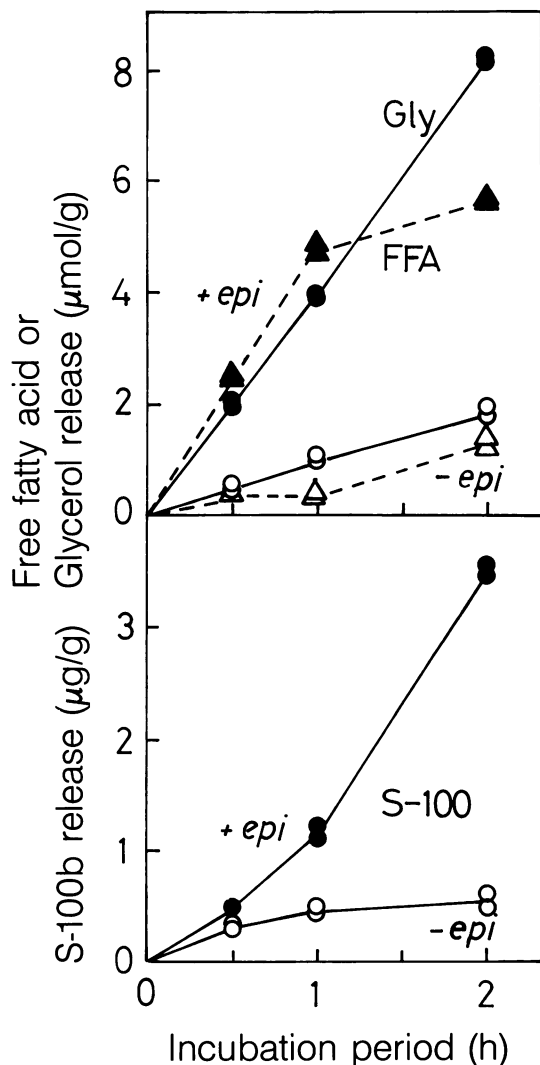 Free fatty acid or
Glycerol release (μmol/g)
8
6
4
2
0
Gly
FFA
+ epi
- epi
S-100b release (μg/g)
3
2
1
0
S-100
+ epi
- epi
0
1
2
Incubation period (h)